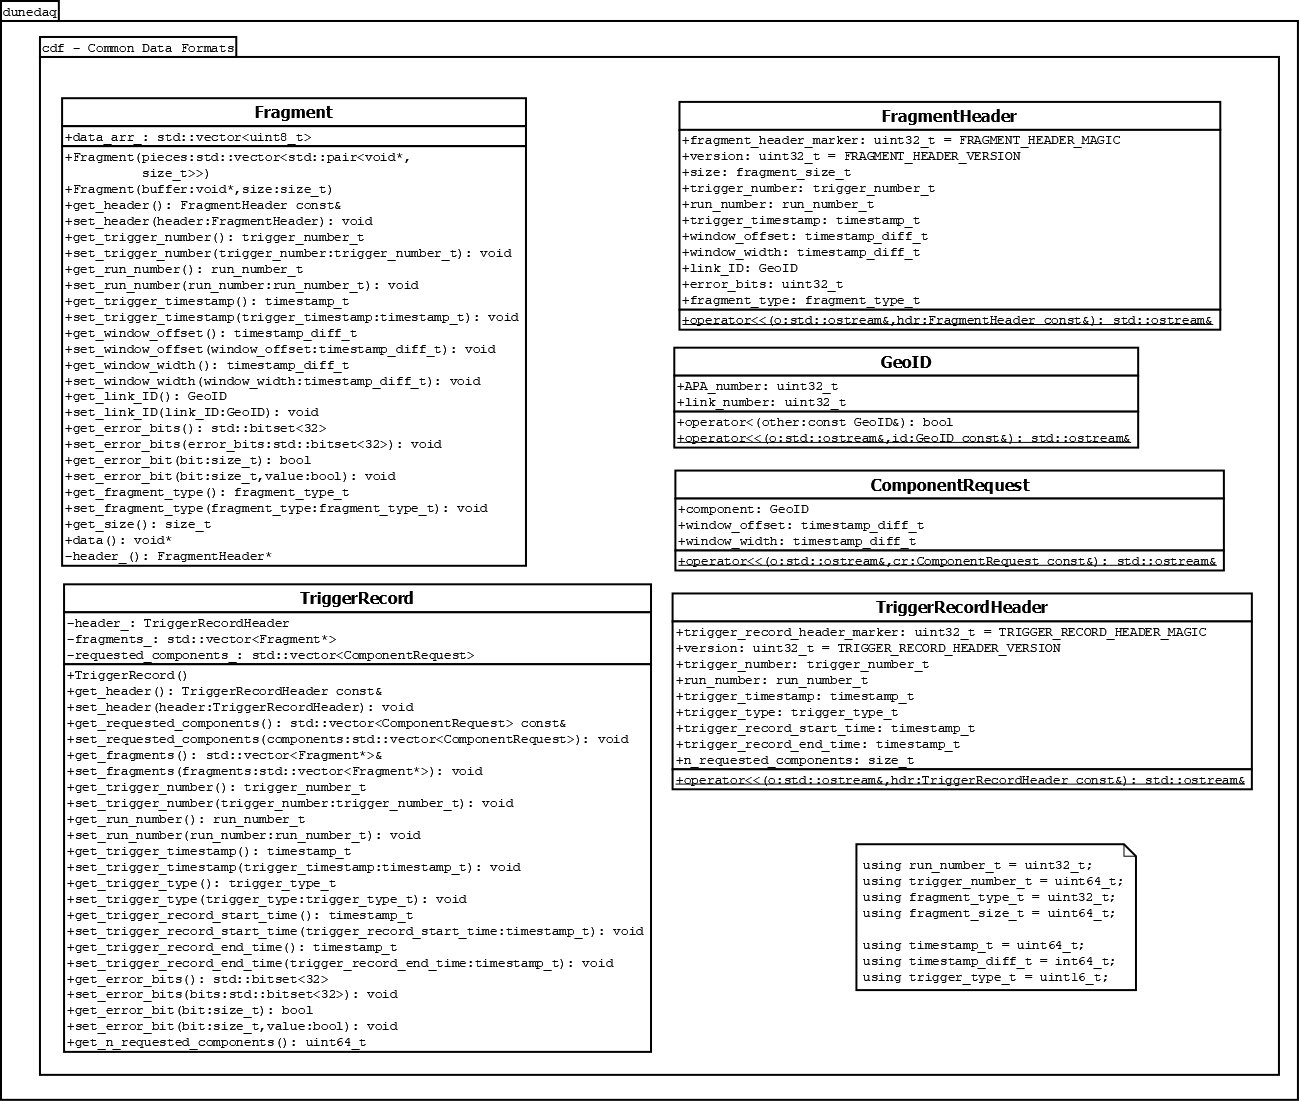 dunedaq
cdf - Common Data Formats
Fragment
+data_arr_: std::vector<uint8_t>
+Fragment(pieces:std::vector<std::pair<void*,
size_t>>)
+Fragment(buffer:void*,size:size_t)
+get_header(): FragmentHeader const&
+set_header(header:FragmentHeader): void
+get_trigger_number(): trigger_number_t
+set_trigger_number(trigger_number:trigger_number_t): void
+get_run_number(): run_number_t
+set_run_number(run_number:run_number_t): void
+get_trigger_timestamp(): timestamp_t
+set_trigger_timestamp(trigger_timestamp:timestamp_t): void
+get_window_offset(): timestamp_diff_t
+set_window_offset(window_offset:timestamp_diff_t): void
+get_window_width(): timestamp_diff_t
+set_window_width(window_width:timestamp_diff_t): void
+get_link_ID(): GeoID
+set_link_ID(link_ID:GeoID): void
+get_error_bits(): std::bitset<32>
+set_error_bits(error_bits:std::bitset<32>): void
+get_error_bit(bit:size_t): bool
+set_error_bit(bit:size_t,value:bool): void
+get_fragment_type(): fragment_type_t
+set_fragment_type(fragment_type:fragment_type_t): void
+get_size(): size_t
+data(): void*
-header_(): FragmentHeader*
TriggerRecord
-header_: TriggerRecordHeader
-fragments_: std::vector<Fragment*>
-requested_components_: std::vector<ComponentRequest>
+TriggerRecord()
+get_header(): TriggerRecordHeader const&
+set_header(header:TriggerRecordHeader): void
+get_requested_components(): std::vector<ComponentRequest> const&
+set_requested_components(components:std::vector<ComponentRequest>): void
+get_fragments(): std::vector<Fragment*>&
+set_fragments(fragments:std::vector<Fragment*>): void
+get_trigger_number(): trigger_number_t
+set_trigger_number(trigger_number:trigger_number_t): void
+get_run_number(): run_number_t
+set_run_number(run_number:run_number_t): void
+get_trigger_timestamp(): timestamp_t
+set_trigger_timestamp(trigger_timestamp:timestamp_t): void
+get_trigger_type(): trigger_type_t
+set_trigger_type(trigger_type:trigger_type_t): void
+get_trigger_record_start_time(): timestamp_t
+set_trigger_record_start_time(trigger_record_start_time:timestamp_t): void
+get_trigger_record_end_time(): timestamp_t
+set_trigger_record_end_time(trigger_record_end_time:timestamp_t): void
+get_error_bits(): std::bitset<32>
+set_error_bits(bits:std::bitset<32>): void
+get_error_bit(bit:size_t): bool
+set_error_bit(bit:size_t,value:bool): void
+get_n_requested_components(): uint64_t
FragmentHeader
+fragment_header_marker: uint32_t = FRAGMENT_HEADER_MAGIC
+version: uint32_t = FRAGMENT_HEADER_VERSION
+size: fragment_size_t
+trigger_number: trigger_number_t
+run_number: run_number_t
+trigger_timestamp: timestamp_t
+window_offset: timestamp_diff_t
+window_width: timestamp_diff_t
+link_ID: GeoID
+error_bits: uint32_t
+fragment_type: fragment_type_t
+operator<<(o:std::ostream&,hdr:FragmentHeader const&): std::ostream&
GeoID
+APA_number: uint32_t
+link_number: uint32_t
+operator<(other:const GeoID&): bool
+operator<<(o:std::ostream&,id:GeoID const&): std::ostream&
ComponentRequest
+component: GeoID
+window_offset: timestamp_diff_t
+window_width: timestamp_diff_t
+operator<<(o:std::ostream&,cr:ComponentRequest const&): std::ostream&
TriggerRecordHeader
+trigger_record_header_marker: uint32_t = TRIGGER_RECORD_HEADER_MAGIC
+version: uint32_t = TRIGGER_RECORD_HEADER_VERSION
+trigger_number: trigger_number_t
+run_number: run_number_t
+trigger_timestamp: timestamp_t
+trigger_type: trigger_type_t
+trigger_record_start_time: timestamp_t
+trigger_record_end_time: timestamp_t
+n_requested_components: size_t
+operator<<(o:std::ostream&,hdr:TriggerRecordHeader const&): std::ostream&
using run_number_t = uint32_t;
using trigger_number_t = uint64_t;
using fragment_type_t = uint32_t;
using fragment_size_t = uint64_t;
using timestamp_t = uint64_t;
using timestamp_diff_t = int64_t;
using trigger_type_t = uint16_t;